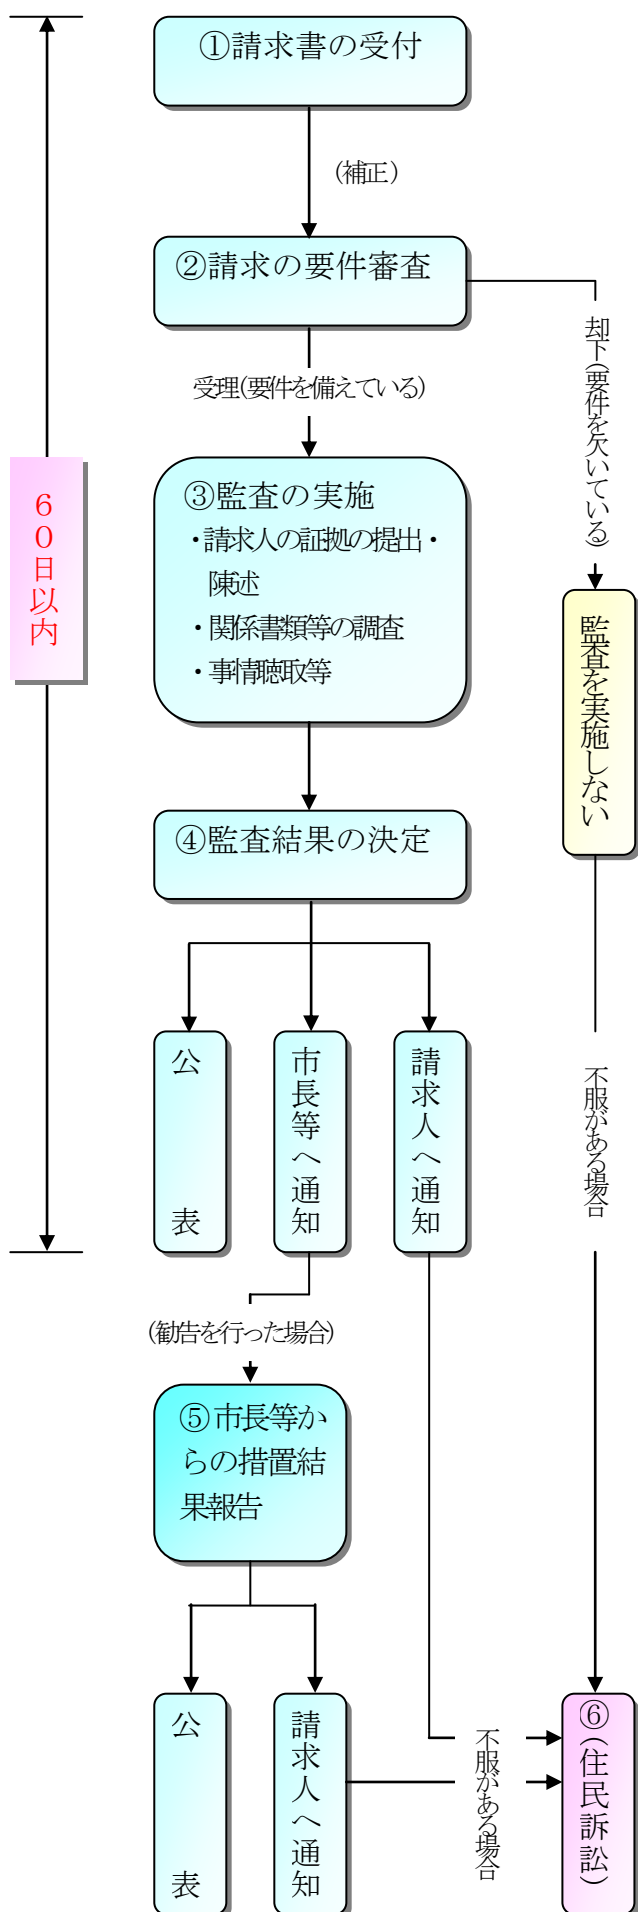 ①請求書の受付
(補正)
②請求の要件審査
却下(要件を欠いている)
受理(要件を備えている)
60日以内
③監査の実施
・請求人の証拠の提出・
陳述
・関係書類等の調査
・事情聴取等
監査を実施しない
④監査結果の決定
公表
市長等へ通知
請求人へ通知
不服がある場合
(勧告を行った場合)
⑤市長等か
らの措置結
果報告
公表
請求人へ通知
不服がある場合
⑥(住民訴訟)